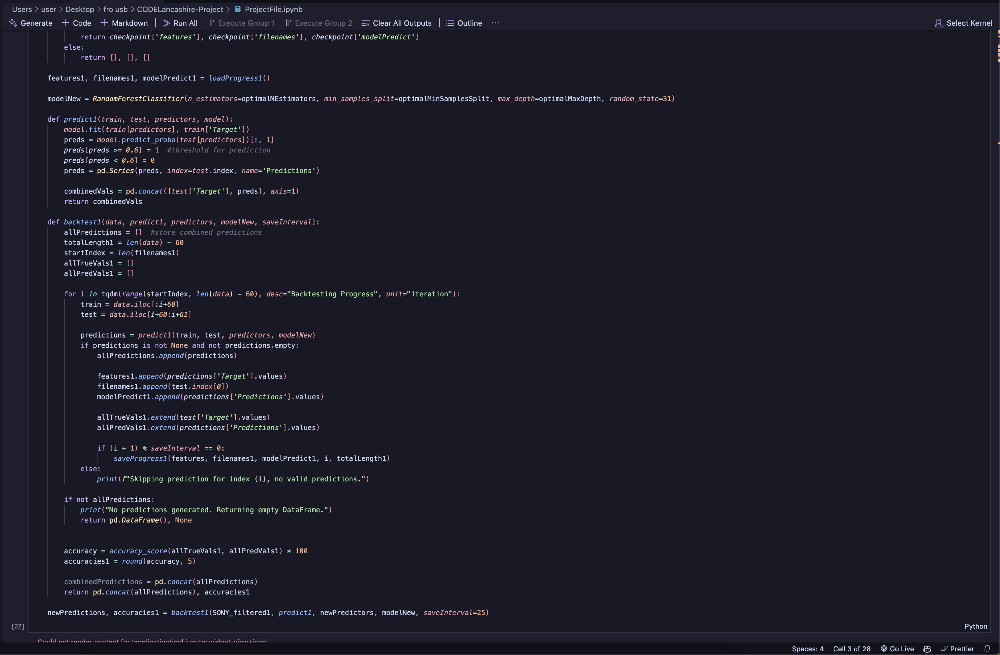 Users > user > Desktop > fro usb > CODELancashire-Project > ProjectFile.ipynb
Generate + Code + Markdown | Run All Execute Group 1 Execute Group 2 Clear All Outputs | Outline ··· Select Kernel
return checkpoint['features'], checkpoint['filenames'], checkpoint['modelPredict']
else:
return [], [], []
features1, filenames1, modelPredict1 = loadProgress1()
modelNew = RandomForestClassifier(n_estimators=optimalNEstimators, min_samples_split=optimalMinSamplesSplit, max_depth=optimalMaxDepth, random_state=31)
def predict1(train, test, predictors, model):
model.fit(train[predictors], train['Target'])
preds = model.predict_proba(test[predictors])[:, 1]
preds[preds >= 0.6] = 1  #threshold for prediction
preds[preds < 0.6] = 0
preds = pd.Series(preds, index=test.index, name='Predictions')
combinedVals = pd.concat([test['Target'], preds], axis=1)
return combinedVals
def backtest1(data, predict1, predictors, modelNew, saveInterval):
allPredictions = []  #store combined predictions
totalLength1 = len(data) - 60
startIndex = len(filenames1)
allTrueVals1 = []
allPredVals1 = []
for i in tqdm(range(startIndex, len(data) - 60), desc="Backtesting Progress", unit="iteration"):
train = data.iloc[:i+60]
test = data.iloc[i+60:i+61]
predictions = predict1(train, test, predictors, modelNew)
if predictions is not None and not predictions.empty:
allPredictions.append(predictions)
features1.append(predictions['Target'].values)
filenames1.append(test.index[0])
modelPredict1.append(predictions['Predictions'].values)
allTrueVals1.extend(test['Target'].values)
allPredVals1.extend(predictions['Predictions'].values)
if (i + 1) % saveInterval == 0:
saveProgress1(features, filenames1, modelPredict1, i, totalLength1)
else:
print(f"Skipping prediction for index {i}, no valid predictions.")
if not allPredictions:
print("No predictions generated. Returning empty DataFrame.")
return pd.DataFrame(), None
accuracy = accuracy_score(allTrueVals1, allPredVals1) * 100
accuracies1 = round(accuracy, 5)
combinedPredictions = pd.concat(allPredictions)
return pd.concat(allPredictions), accuracies1
newPredictions, accuracies1 = backtest1(SONY_filtered1, predict1, newPredictors, modelNew, saveInterval=25)
[22] Python
Could not render content for 'application/vnd.jupyter.widget-view+json'
Spaces: 4 Cell 3 of 28 Go Live Prettier